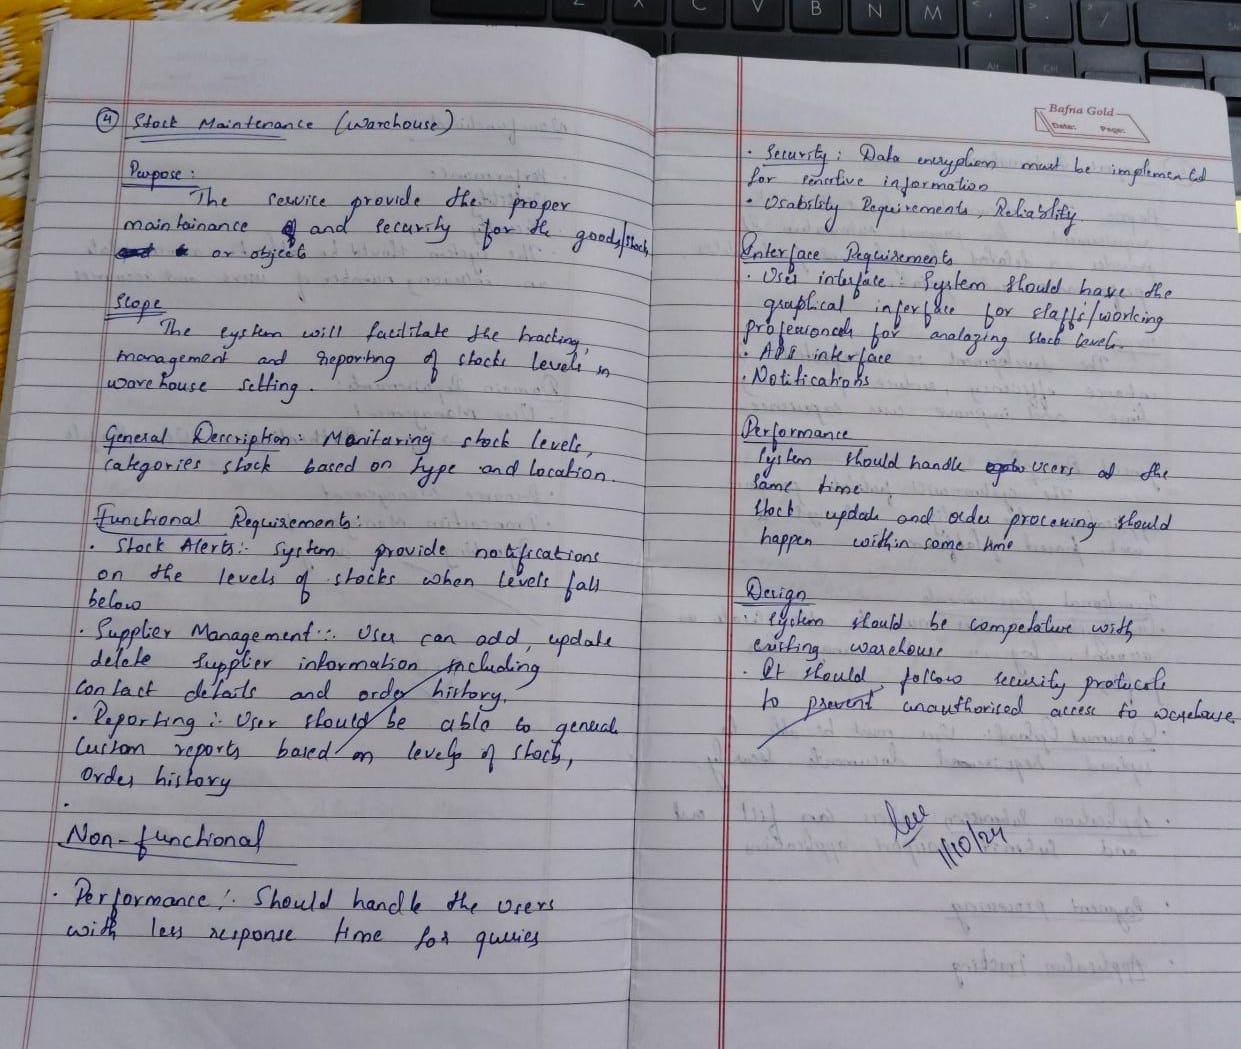 ④ Stock Maintenance (Warehouse)
Purpose:
The service provide the proper
maintainance and security for the goods/stock
or objects
Scope
The system will facilitate the tracking,
management and reporting of stocks levels in
warehouse setting.
General Description: Monitoring stock levels,
categories stock based on type and location.
Functional Requirements:
• Stock Alerts:- System provide notifications
on the levels of stocks when levels fall
below
• Supplier Management:- User can add, update
delete supplier information including
contact details and order history.
• Reporting:- User should be able to generate
custom reports based on levels of stock,
order history
•
Non-functional
• Performance:- Should handle the users
with less response time for queries
Bafna Gold
Date: Page:
• Security: Data encryption must be implemented
for sensitive information
• Usability Requirements, Reliability.
Interface Requirements
• User interface: System should have the
graphical interface for staffs/working
professionals for analazing stock levels.
• API interface
• Notifications
Performance
System should handle users at the
same time
Stock update and order processing should
happen within some time
Design
• System should be compatative with
existing warehouse
• It should follow security protocols
to prevent unauthorised access to warehouse
1/10/24
Z X C V B N M
Alt Ctrl